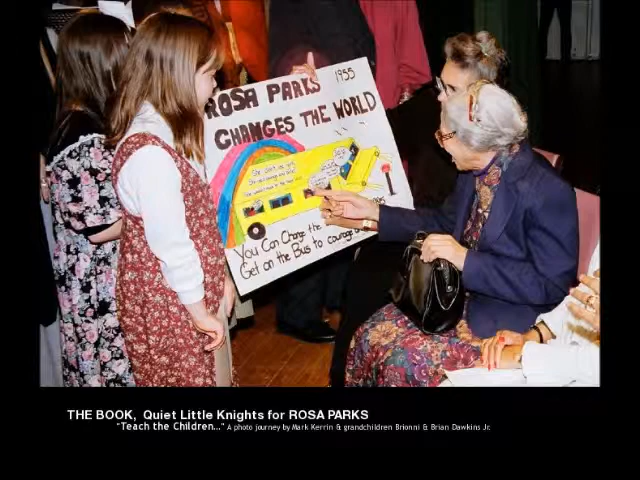 1955
ROSA PARKS
CHANGES THE WORLD
You Can Change the
Get on the Bus to courage
THE BOOK, Quiet Little Knights for ROSA PARKS
"Teach the Children..." A photo journey by Mark Kerrin & grandchildren Brionni & Brian Dawkins Jr.